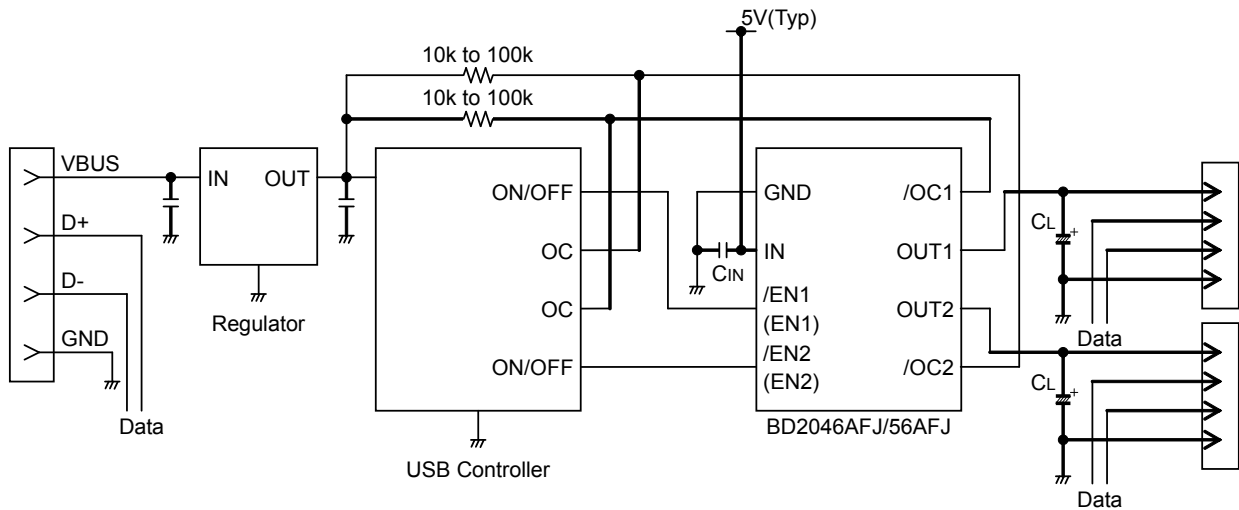 5V(Typ)
10k to 100k
10k to 100k
VBUS
D+
D-
GND
Data
IN
OUT
Regulator
ON/OFF
OC
OC
ON/OFF
USB Controller
CIN
GND
IN
/EN1
(EN1)
/EN2
(EN2)
/OC1
OUT1
OUT2
/OC2
BD2046AFJ/56AFJ
CL
+
Data
CL
+
Data